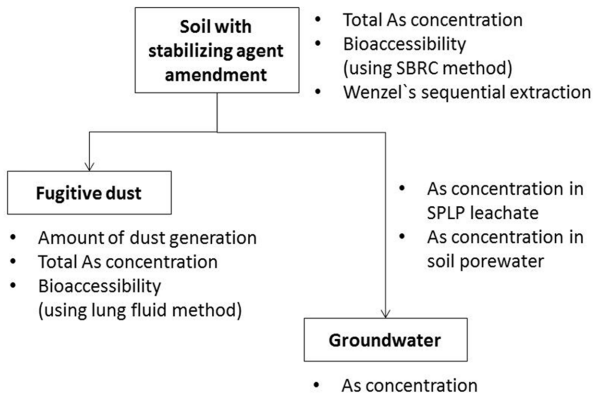 Soil with
stabilizing agent
amendment
• Total As concentration
• Bioaccessibility
(using SBRC method)
• Wenzel`s sequential extraction
Fugitive dust
• Amount of dust generation
• Total As concentration
• Bioaccessibility
(using lung fluid method)
• As concentration in
SPLP leachate
• As concentration in
soil porewater
Groundwater
• As concentration